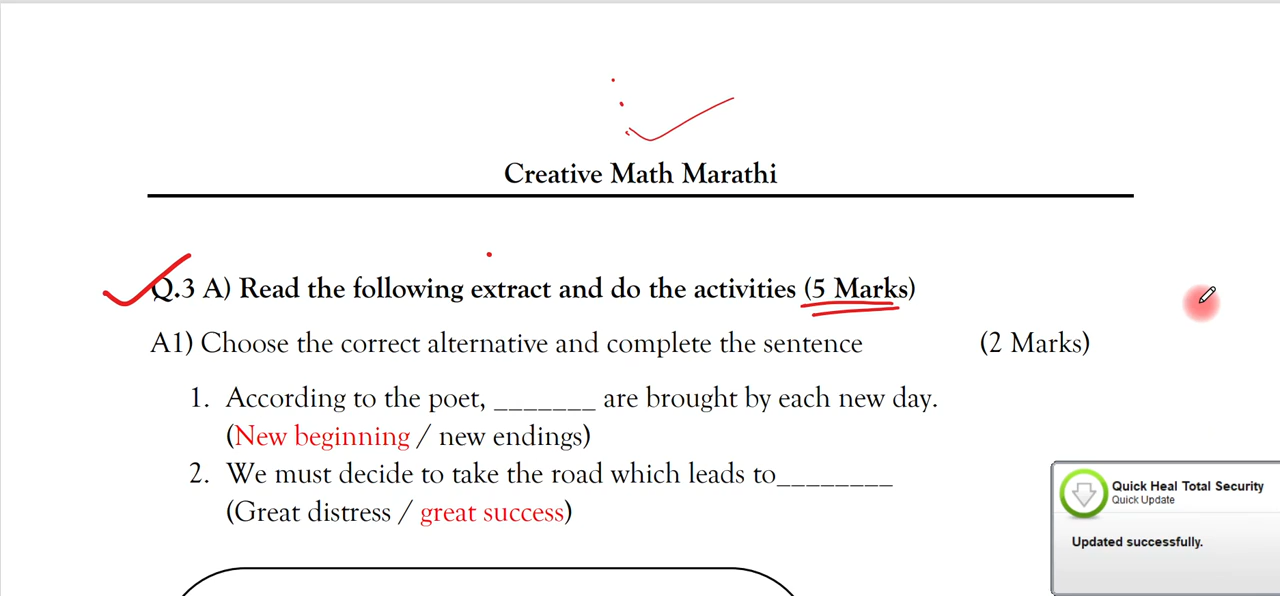 Creative Math Marathi
Q.3 A) Read the following extract and do the activities (5 Marks)
A1) Choose the correct alternative and complete the sentence (2 Marks)
1. According to the poet, _______ are brought by each new day.
(New beginning / new endings)
2. We must decide to take the road which leads to________
(Great distress / great success)
Quick Heal Total Security
Quick Update
Updated successfully.